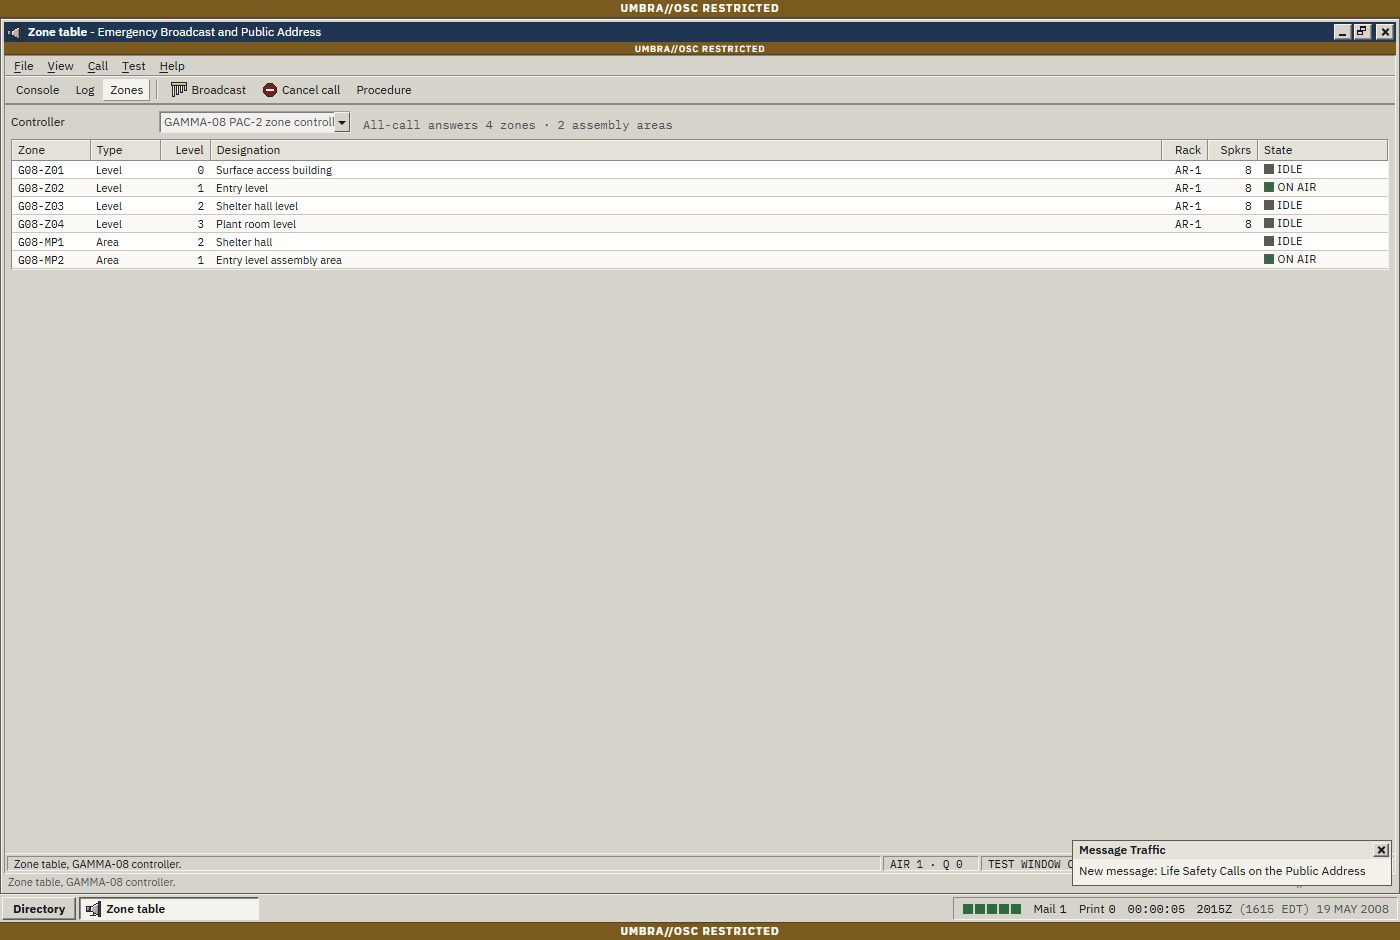 UMBRA//OSC RESTRICTED
Zone table - Emergency Broadcast and Public Address
UMBRA//OSC RESTRICTED
File View Call Test Help
Console Log Zones Broadcast Cancel call Procedure
Controller GAMMA-08 PAC-2 zone control All-call answers 4 zones · 2 assembly areas
Zone Type Level Designation Rack Spkrs State
G08-Z01 Level 0 Surface access building AR-1 8 IDLE
G08-Z02 Level 1 Entry level AR-1 8 ON AIR
G08-Z03 Level 2 Shelter hall level AR-1 8 IDLE
G08-Z04 Level 3 Plant room level AR-1 8 IDLE
G08-MP1 Area 2 Shelter hall IDLE
G08-MP2 Area 1 Entry level assembly area ON AIR
Zone table, GAMMA-08 controller. AIR 1 · Q 0 TEST WINDOW
Zone table, GAMMA-08 controller.
Message Traffic
New message: Life Safety Calls on the Public Address
Directory Zone table Mail 1 Print 0 00:00:05 2015Z (1615 EDT) 19 MAY 2008
UMBRA//OSC RESTRICTED